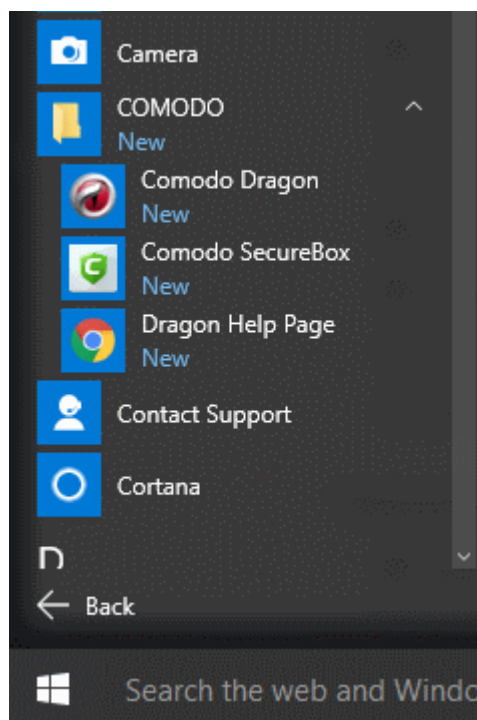 Camera
COMODO
New
Comodo Dragon
New
Comodo SecureBox
New
Dragon Help Page
New
Contact Support
Cortana
D
Back
Search the web and Windo